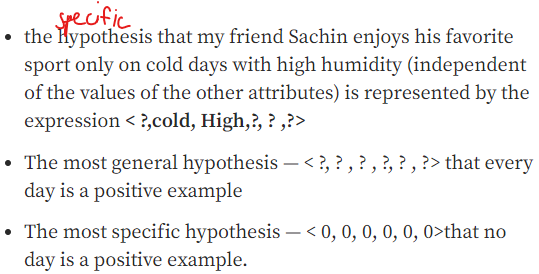 specific
• the hypothesis that my friend Sachin enjoys his favorite
sport only on cold days with high humidity (independent
of the values of the other attributes) is represented by the
expression < ?,cold, High,?, ? ,?>
• The most general hypothesis — < ?, ? , ? , ?, ? , ?> that every
day is a positive example
• The most specific hypothesis — < 0, 0, 0, 0, 0, 0>that no
day is a positive example.